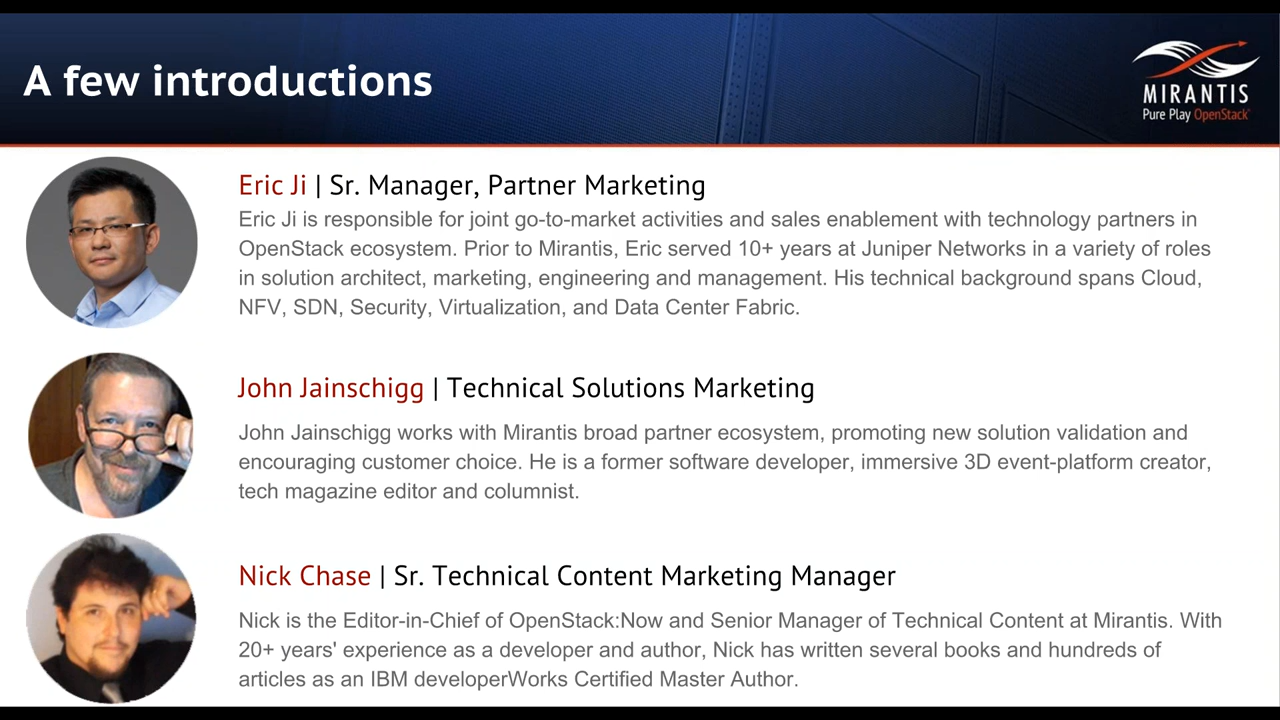 A few introductions
MIRANTIS
Pure Play OpenStack
Eric Ji | Sr. Manager, Partner Marketing
Eric Ji is responsible for joint go-to-market activities and sales enablement with technology partners in
OpenStack ecosystem. Prior to Mirantis, Eric served 10+ years at Juniper Networks in a variety of roles
in solution architect, marketing, engineering and management. His technical background spans Cloud,
NFV, SDN, Security, Virtualization, and Data Center Fabric.
John Jainschigg | Technical Solutions Marketing
John Jainschigg works with Mirantis broad partner ecosystem, promoting new solution validation and
encouraging customer choice. He is a former software developer, immersive 3D event-platform creator,
tech magazine editor and columnist.
Nick Chase | Sr. Technical Content Marketing Manager
Nick is the Editor-in-Chief of OpenStack:Now and Senior Manager of Technical Content at Mirantis. With
20+ years' experience as a developer and author, Nick has written several books and hundreds of
articles as an IBM developerWorks Certified Master Author.